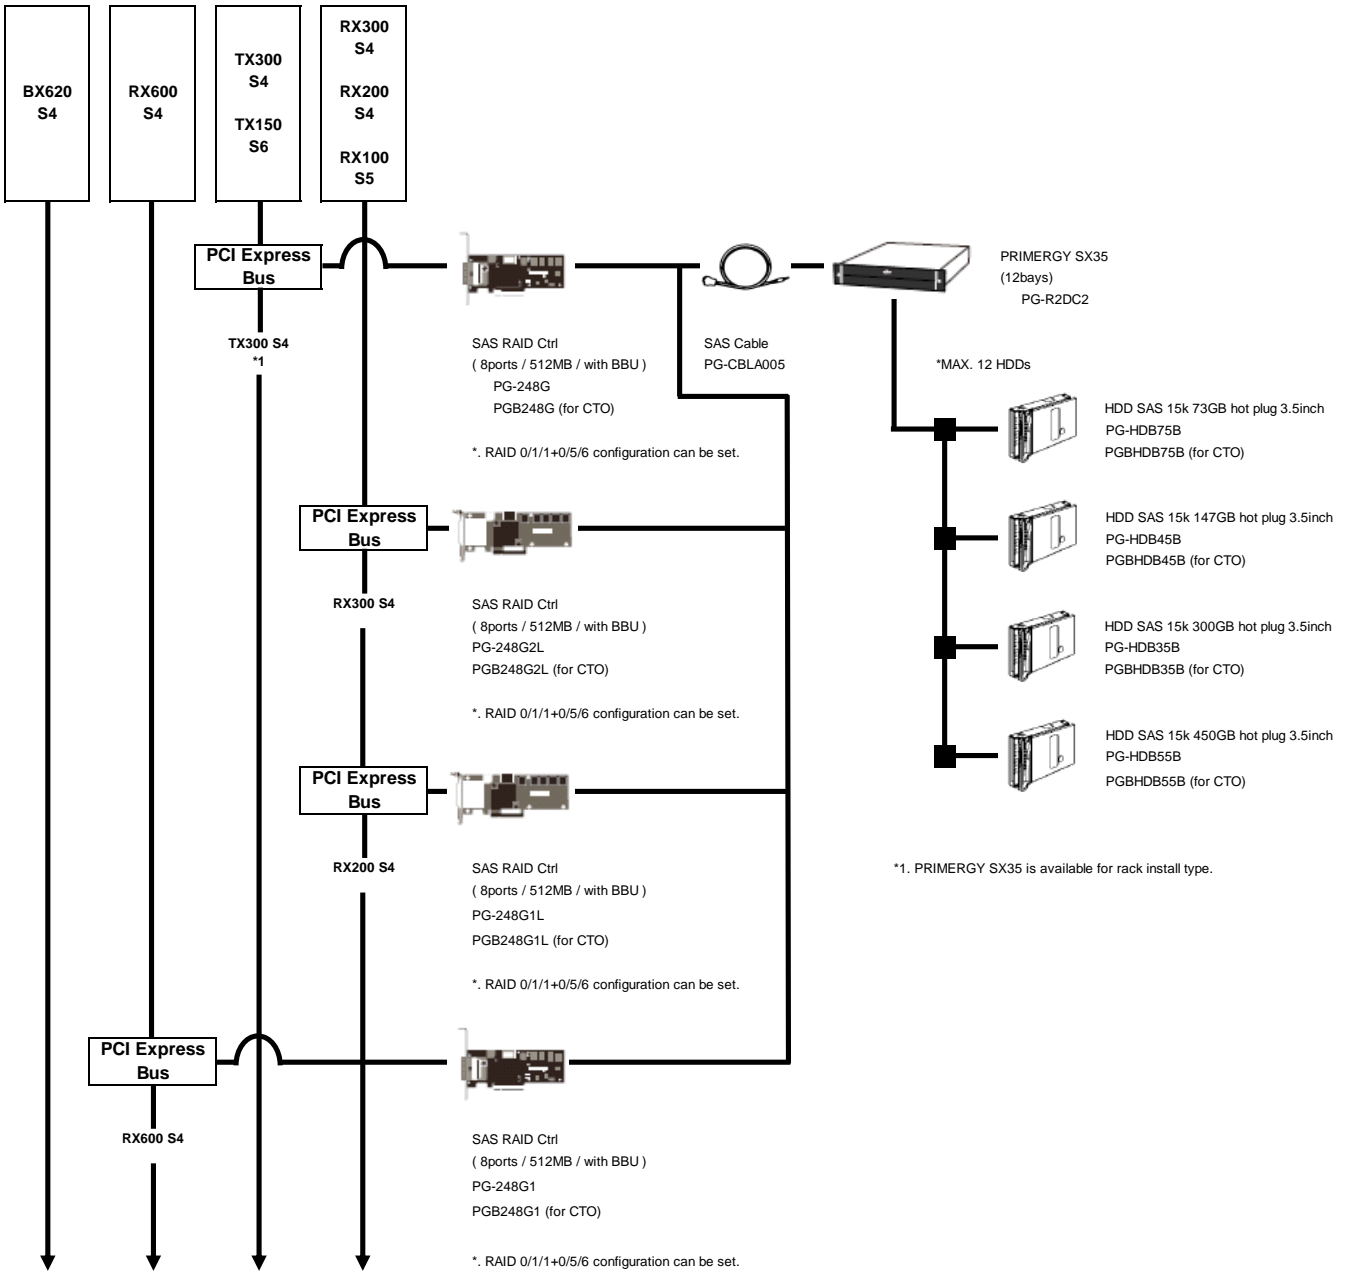 BX620
S4
RX600
S4
TX300
S4
TX150
S6
RX300
S4
RX200
S4
RX100
S5
PCI Express
Bus
TX300 S4
*1
SAS RAID Ctrl
( 8ports / 512MB / with BBU )
PG-248G
PGB248G (for CTO)
*. RAID 0/1/1+0/5/6 configuration can be set.
SAS Cable
PG-CBLA005
PRIMERGY SX35
(12bays)
PG-R2DC2
*MAX. 12 HDDs
HDD SAS 15k 73GB hot plug 3.5inch
PG-HDB75B
PGBHDB75B (for CTO)
HDD SAS 15k 147GB hot plug 3.5inch
PG-HDB45B
PGBHDB45B (for CTO)
HDD SAS 15k 300GB hot plug 3.5inch
PG-HDB35B
PGBHDB35B (for CTO)
HDD SAS 15k 450GB hot plug 3.5inch
PG-HDB55B
PGBHDB55B (for CTO)
*1. PRIMERGY SX35 is available for rack install type.
PCI Express
Bus
RX300 S4
SAS RAID Ctrl
( 8ports / 512MB / with BBU )
PG-248G2L
PGB248G2L (for CTO)
*. RAID 0/1/1+0/5/6 configuration can be set.
PCI Express
Bus
RX200 S4
SAS RAID Ctrl
( 8ports / 512MB / with BBU )
PG-248G1L
PGB248G1L (for CTO)
*. RAID 0/1/1+0/5/6 configuration can be set.
PCI Express
Bus
RX600 S4
SAS RAID Ctrl
( 8ports / 512MB / with BBU )
PG-248G1
PGB248G1 (for CTO)
*. RAID 0/1/1+0/5/6 configuration can be set.